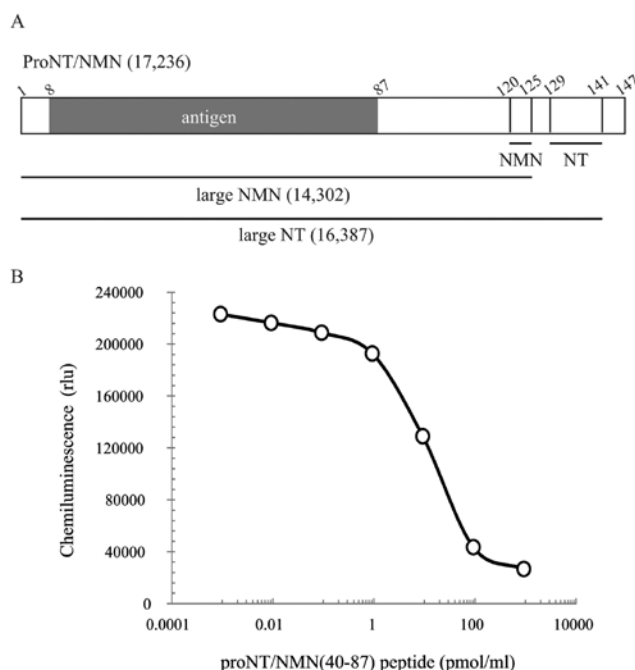 A
ProNT/NMN (17,236)
1 8 87 120 125 129 141 147
antigen
NMN NT
large NMN (14,302)
large NT (16,387)
B
240000
200000
160000
120000
80000
40000
0
Chemiluminescence (rlu)
0.0001 0.01 1 100 10000
proNT/NMN(40-87) peptide (pmol/ml)